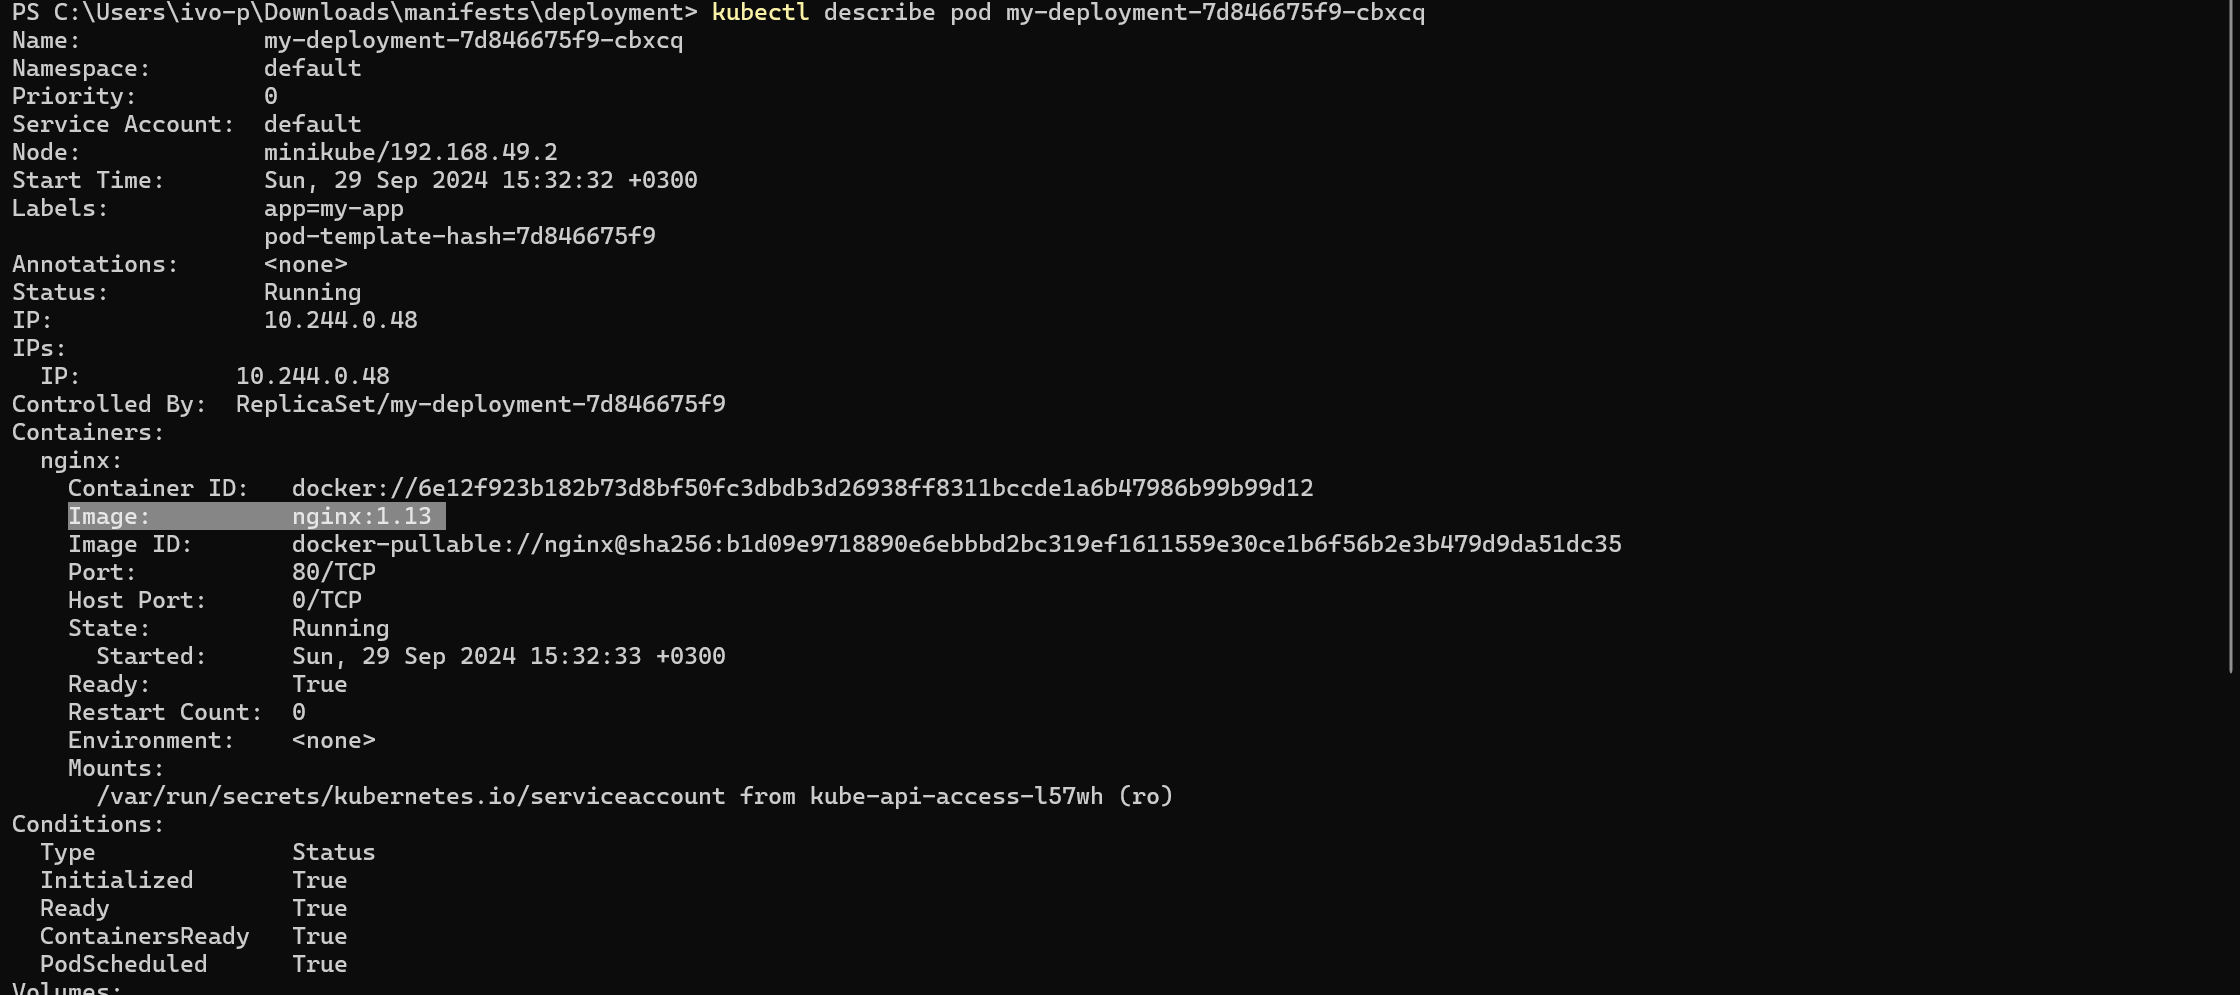 PS C:\Users\ivo-p\Downloads\manifests\deployment> kubectl describe pod my-deployment-7d846675f9-cbxcq
Name:             my-deployment-7d846675f9-cbxcq
Namespace:        default
Priority:         0
Service Account:  default
Node:             minikube/192.168.49.2
Start Time:       Sun, 29 Sep 2024 15:32:32 +0300
Labels:           app=my-app
                  pod-template-hash=7d846675f9
Annotations:      <none>
Status:           Running
IP:               10.244.0.48
IPs:
  IP:           10.244.0.48
Controlled By:  ReplicaSet/my-deployment-7d846675f9
Containers:
  nginx:
    Container ID:   docker://6e12f923b182b73d8bf50fc3dbdb3d26938ff8311bccde1a6b47986b99b99d12
    Image:          nginx:1.13
    Image ID:       docker-pullable://nginx@sha256:b1d09e9718890e6ebbbd2bc319ef1611559e30ce1b6f56b2e3b479d9da51dc35
    Port:           80/TCP
    Host Port:      0/TCP
    State:          Running
      Started:      Sun, 29 Sep 2024 15:32:33 +0300
    Ready:          True
    Restart Count:  0
    Environment:    <none>
    Mounts:
      /var/run/secrets/kubernetes.io/serviceaccount from kube-api-access-l57wh (ro)
Conditions:
  Type              Status
  Initialized       True
  Ready             True
  ContainersReady   True
  PodScheduled      True
Volumes: